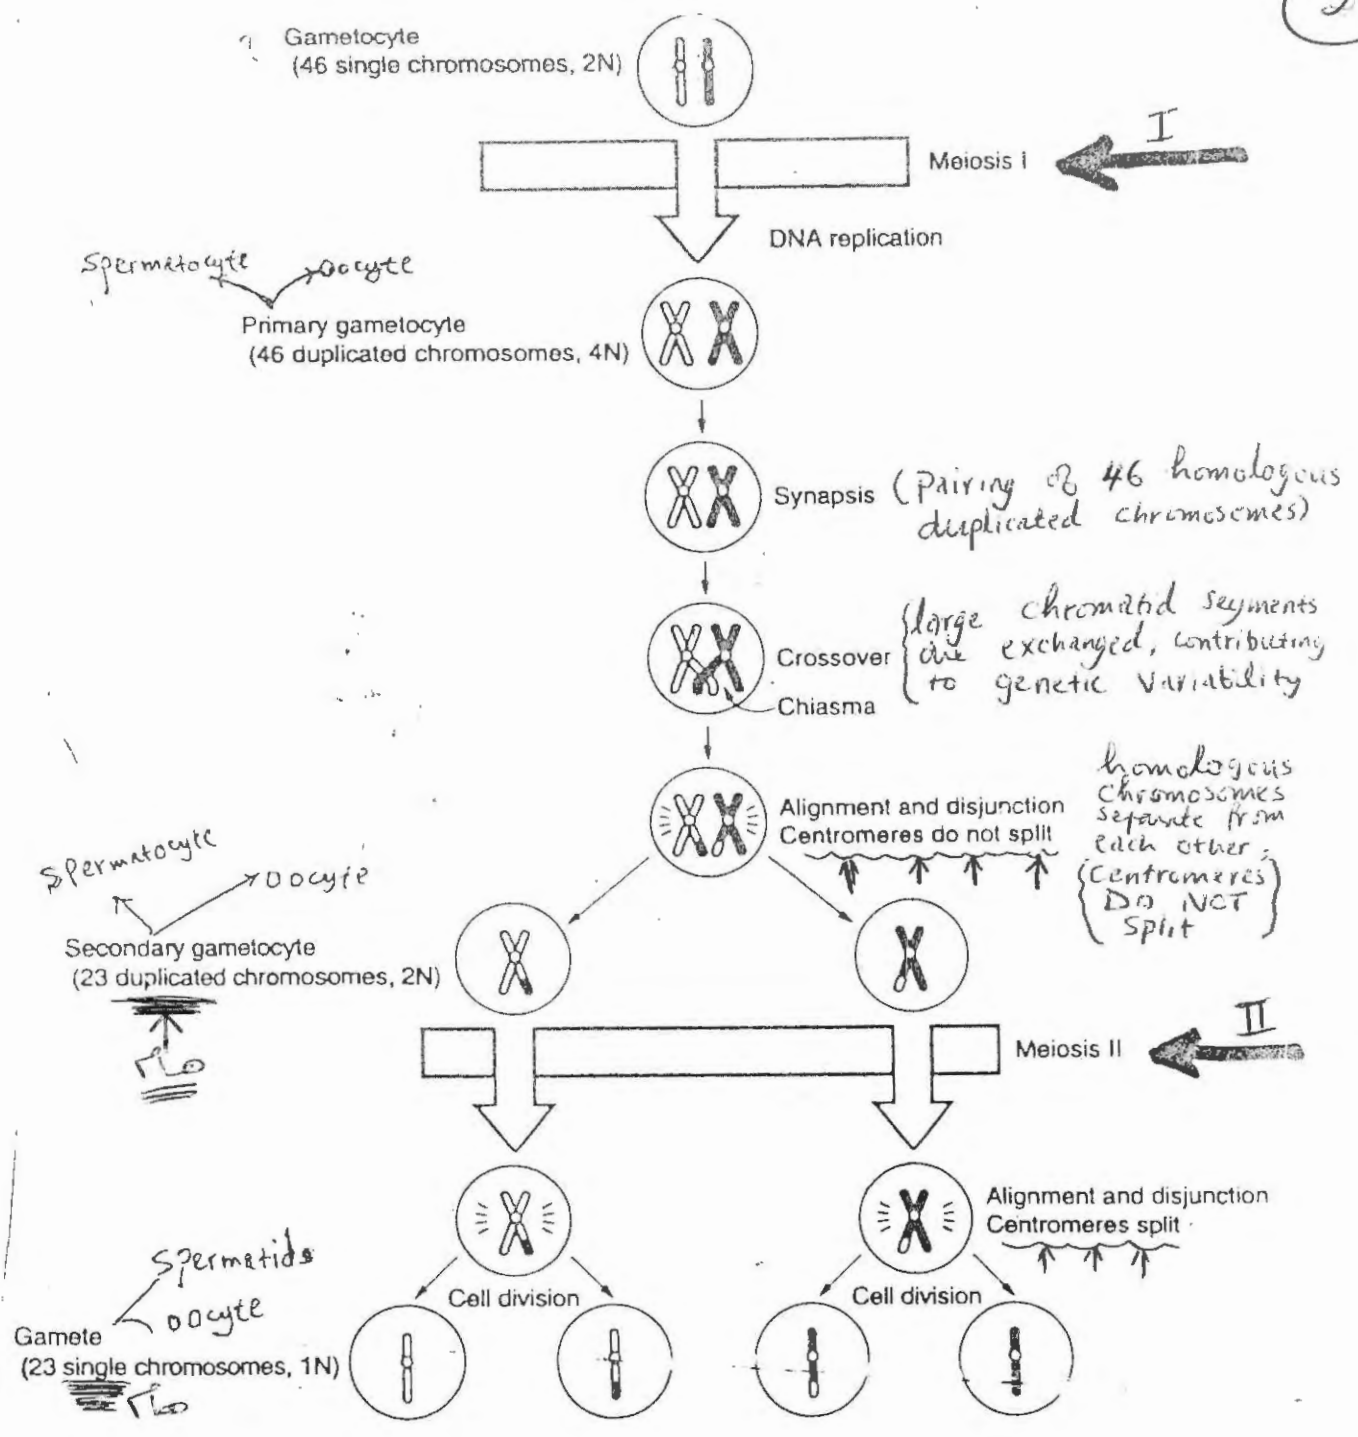 Gametocyte
(46 single chromosomes, 2N)
I
Meiosis I
DNA replication
Spermatocyte
Oocyte
Primary gametocyte
(46 duplicated chromosomes, 4N)
Synapsis (Pairing of 46 homologous
duplicated chromosomes)
Crossover
large chromatid segments
are exchanged, contributing
to genetic variability
Chiasma
Alignment and disjunction
Centromeres do not split
homologous
chromosomes
separate from
each other,
(Centromeres
DO NOT
split)
Spermatocyte
Oocyte
Secondary gametocyte
(23 duplicated chromosomes, 2N)
II
Meiosis II
Alignment and disjunction
Centromeres split
Spermatids
oocyte
Cell division
Cell division
Gamete
(23 single chromosomes, 1N)